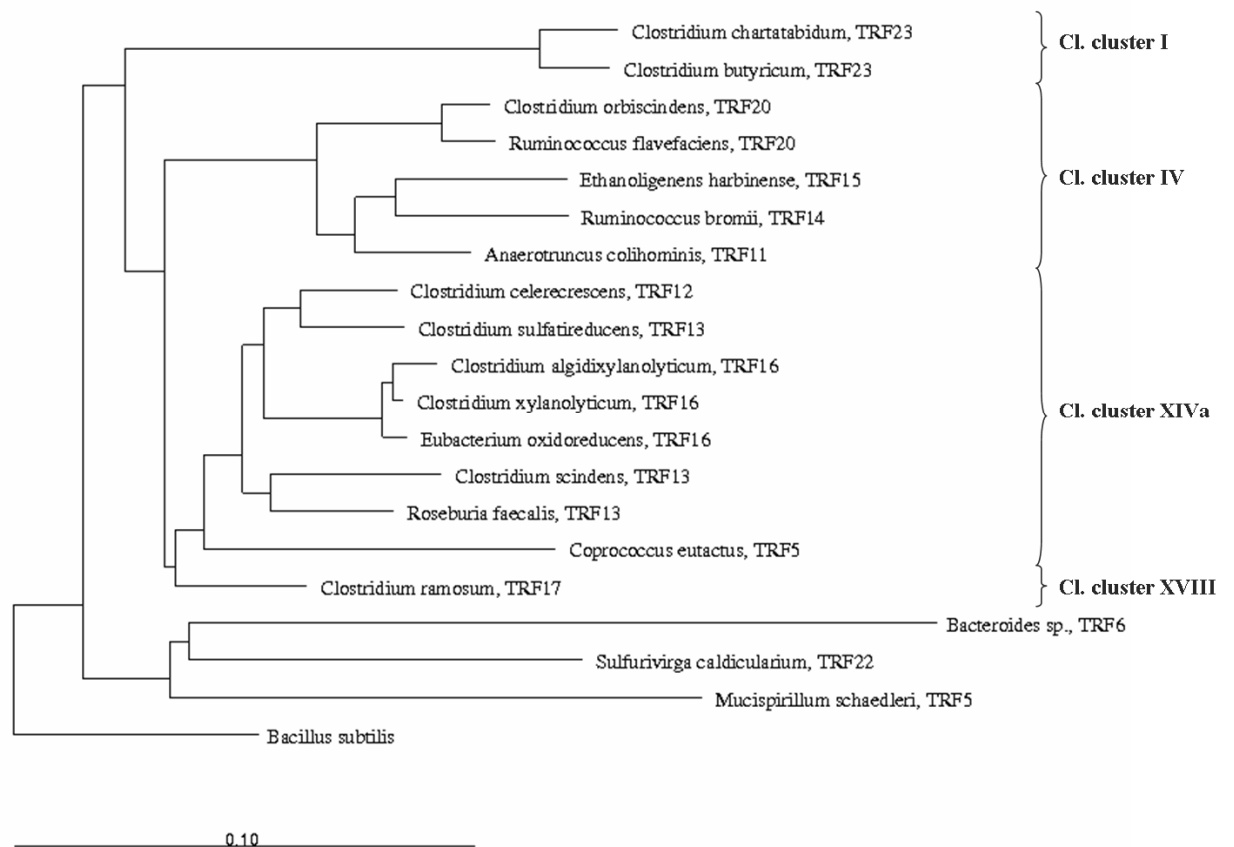 Clostridium chartatabidum, TRF23
Cl. cluster I
Clostridium butyricum, TRF23
Clostridium orbiscindens, TRF20
Ruminococcus flavefaciens, TRF20
Ethanoligenens harbinense, TRF15
Cl. cluster IV
Ruminococcus bromii, TRF14
Anaerotruncus colihominis, TRF11
Clostridium celerecrescens, TRF12
Clostridium sulfatireducens, TRF13
Clostridium algidixylanolyticum, TRF16
Clostridium xylanolyticum, TRF16
Cl. cluster XIVa
Eubacterium oxidoreducens, TRF16
Clostridium scindens, TRF13
Roseburia faecalis, TRF13
Coprococcus eutactus, TRF5
Clostridium ramosum, TRF17
Cl. cluster XVIII
Bacteroides sp., TRF6
Sulfurivirga caldicularium, TRF22
Mucispirillum schaedleri, TRF5
Bacillus subtilis
0.10